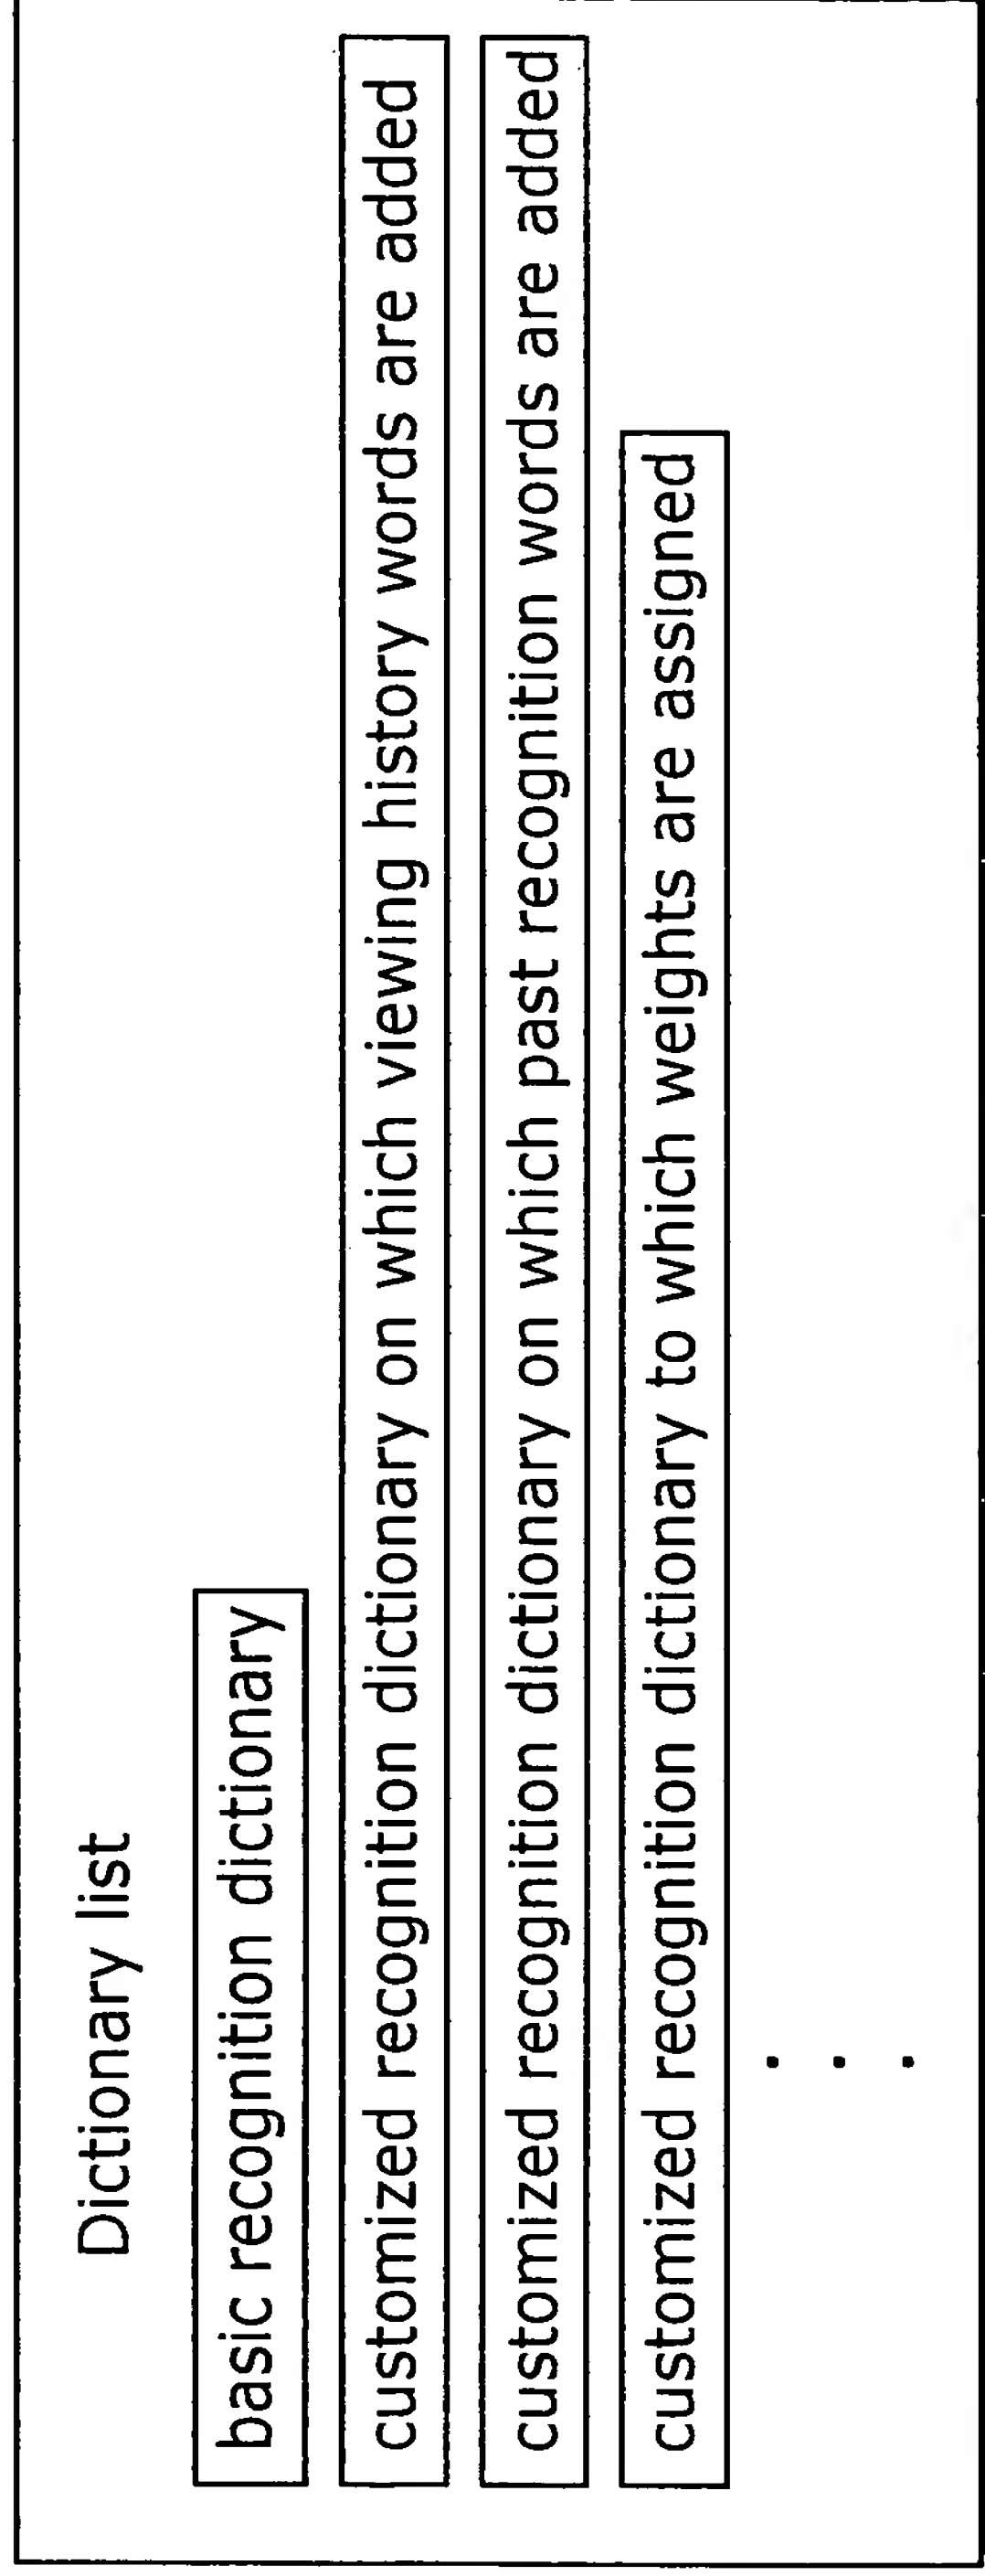 Dictionary list
basic recognition dictionary
customized recognition dictionary on which viewing history words are added
customized recognition dictionary on which past recognition words are added
customized recognition dictionary to which weights are assigned
. . .